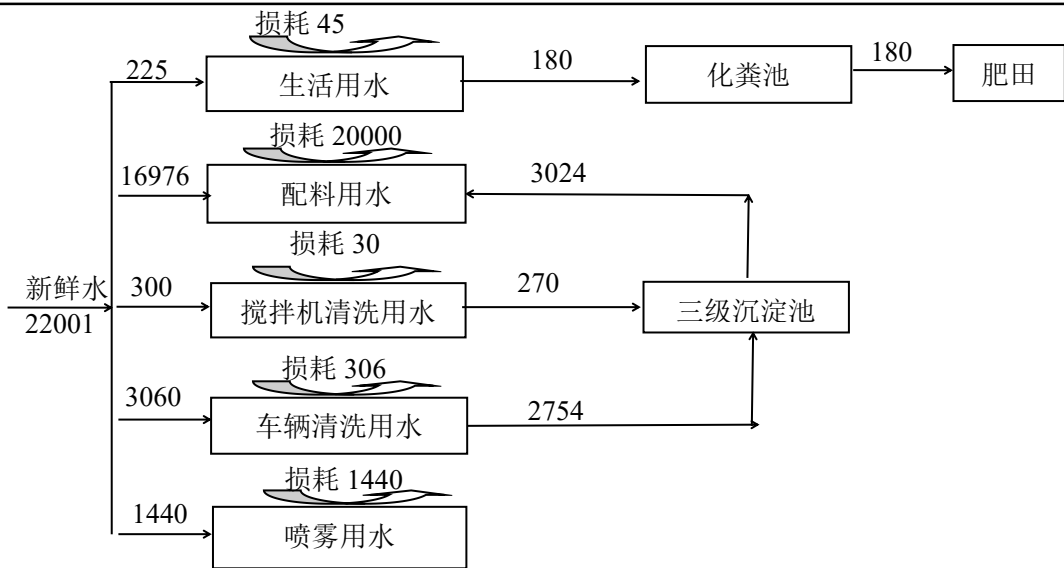 损耗 45
225
生活用水
180
化粪池
180
肥田
损耗 20000
16976
配料用水
3024
损耗 30
新鲜水
22001
300
搅拌机清洗用水
270
三级沉淀池
损耗 306
3060
车辆清洗用水
2754
损耗 1440
1440
喷雾用水